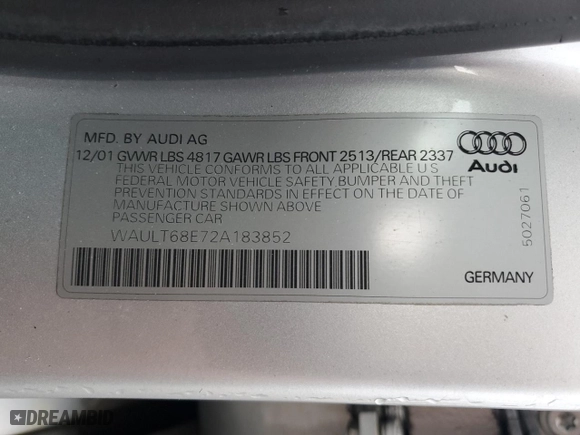 MFD. BY AUDI AG
12/01 GVWR LBS 4817 GAWR LBS FRONT 2513/REAR 2337
THIS VEHICLE CONFORMS TO ALL APPLICABLE U S
FEDERAL MOTOR VEHICLE SAFETY BUMPER AND THEFT
PREVENTION STANDARDS IN EFFECT ON THE DATE OF
MANUFACTURE SHOWN ABOVE
PASSENGER CAR
WAULT68E72A183852
Audi
5027061
GERMANY
DREAMBID